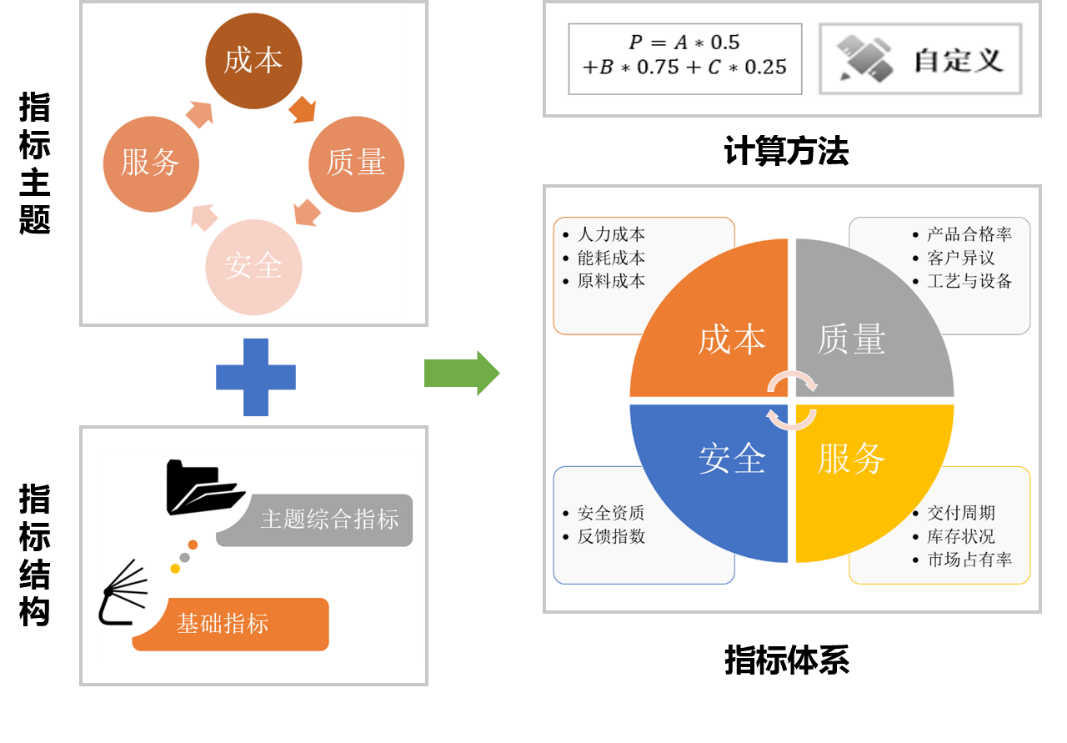 指标主题
成本
质量
安全
服务
指标结构
主题综合指标
基础指标
P = A * 0.5
+B * 0.75 + C * 0.25
自定义
计算方法
人力成本
能耗成本
原料成本
产品合格率
客户异议
工艺与设备
成本
质量
安全
服务
安全资质
反馈指数
交付周期
库存状况
市场占有率
指标体系